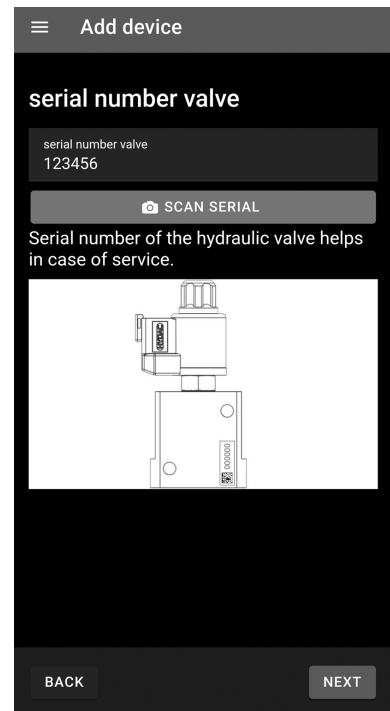 Add device
serial number valve
serial number valve
123456
SCAN SERIAL
Serial number of the hydraulic valve helps
in case of service.
000000
BACK
NEXT